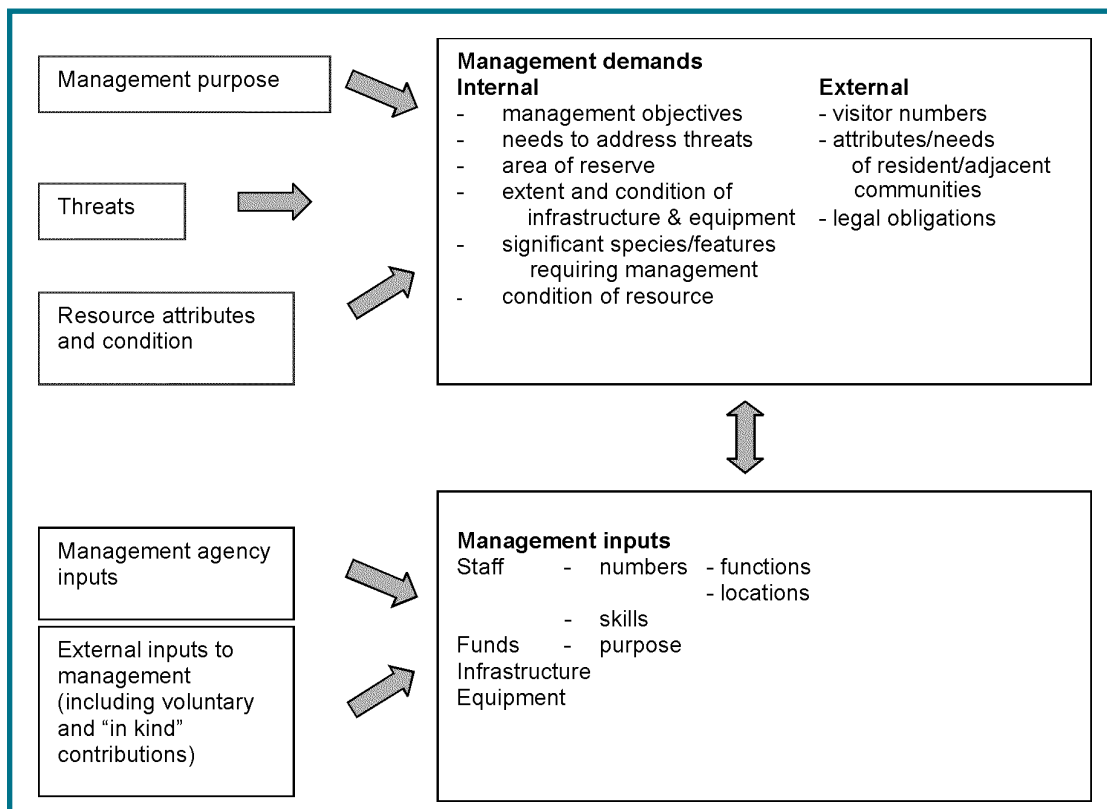 Management purpose
Threats
Resource attributes
and condition
Management demands
Internal
- management objectives
- needs to address threats
- area of reserve
- extent and condition of
infrastructure & equipment
- significant species/features
requiring management
- condition of resource
External
- visitor numbers
- attributes/needs
of resident/adjacent
communities
- legal obligations
Management agency
inputs
External inputs to
management
(including voluntary
and “in kind”
contributions)
Management inputs
Staff - numbers - functions
- locations
- skills
Funds - purpose
Infrastructure
Equipment